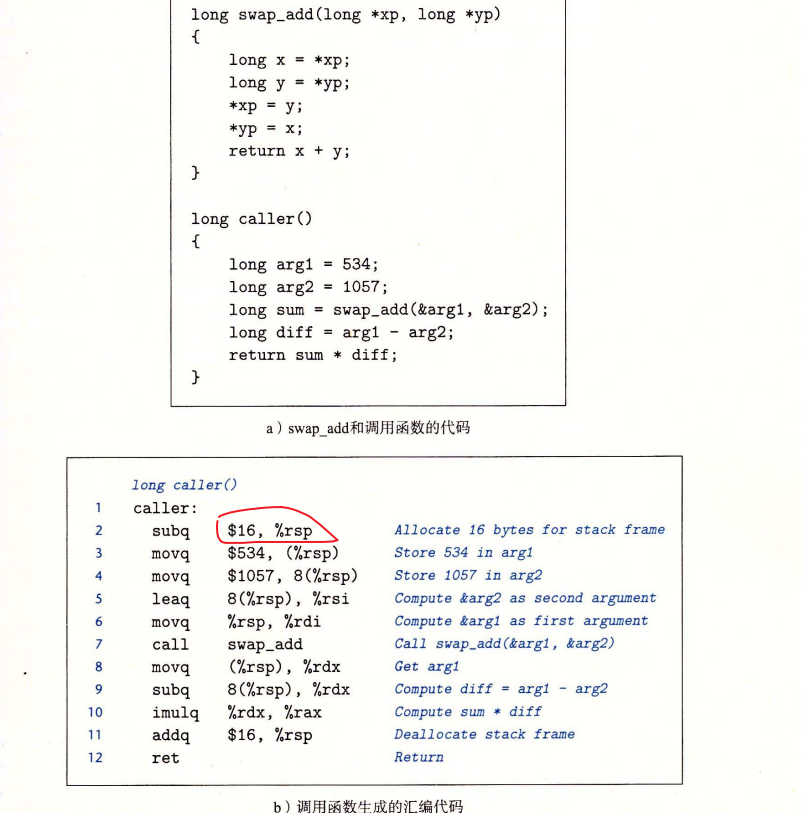 long swap_add(long *xp, long *yp)
{
    long x = *xp;
    long y = *yp;
    *xp = y;
    *yp = x;
    return x + y;
}

long caller()
{
    long arg1 = 534;
    long arg2 = 1057;
    long sum = swap_add(&arg1, &arg2);
    long diff = arg1 - arg2;
    return sum * diff;
}
a）swap_add和调用函数的代码
long caller()
1 caller:
2 subq $16, %rsp Allocate 16 bytes for stack frame
3 movq $534, (%rsp) Store 534 in arg1
4 movq $1057, 8(%rsp) Store 1057 in arg2
5 leaq 8(%rsp), %rsi Compute &arg2 as second argument
6 movq %rsp, %rdi Compute &arg1 as first argument
7 call swap_add Call swap_add(&arg1, &arg2)
8 movq (%rsp), %rdx Get arg1
9 subq 8(%rsp), %rdx Compute diff = arg1 - arg2
10 imulq %rdx, %rax Compute sum * diff
11 addq $16, %rsp Deallocate stack frame
12 ret Return
b）调用函数生成的汇编代码